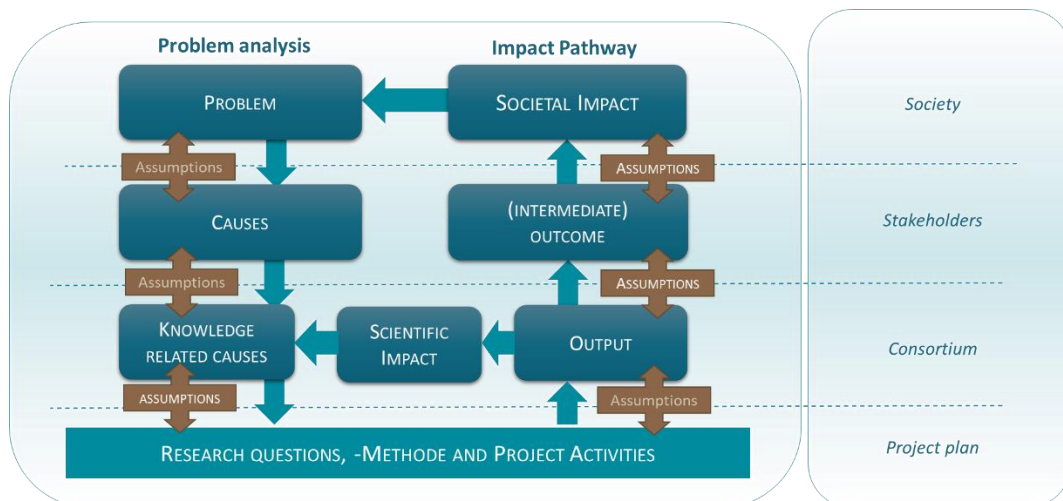 Problem analysis
Impact Pathway
PROBLEM
SOCIETAL IMPACT
Society
Assumptions
ASSUMPTIONS
CAUSES
(INTERMEDIATE)
OUTCOME
Stakeholders
Assumptions
ASSUMPTIONS
KNOWLEDGE
RELATED CAUSES
SCIENTIFIC
IMPACT
OUTPUT
Consortium
ASSUMPTIONS
Assumptions
RESEARCH QUESTIONS, -METHODE AND PROJECT ACTIVITIES
Project plan